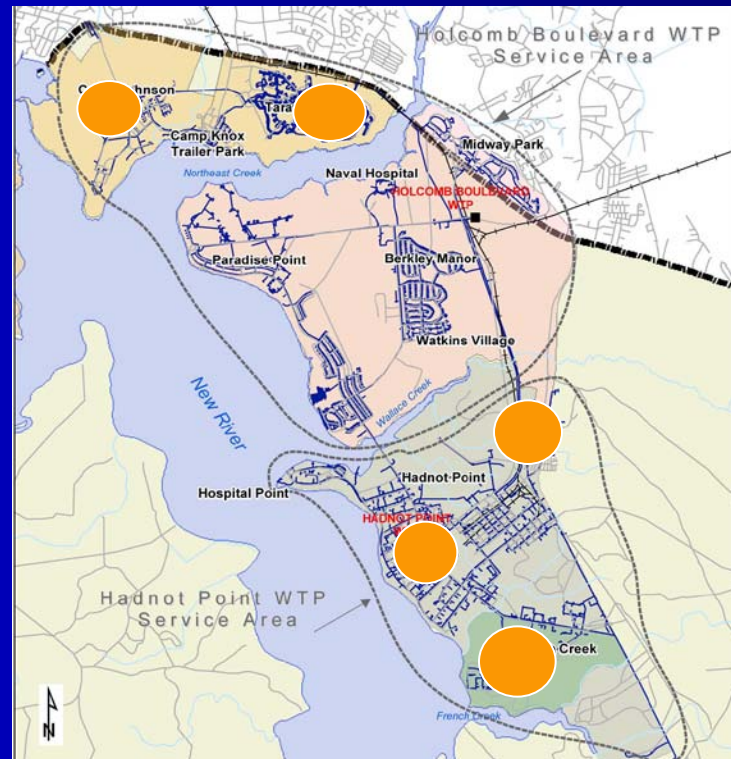 Holcomb Boulevard WTP
Service Area
Midway Park
Camp Knox
Trailer Park
Northeast Creek
Naval Hospital
HOLCOMB BOULEVARD
WTP
Paradise Point
Berkley Manor
Watkins Village
Wallace Creek
New River
Hadnot Point
Hospital Point
HADNOT POINT
Hadnot Point WTP
Service Area
Creek
French Creek
N